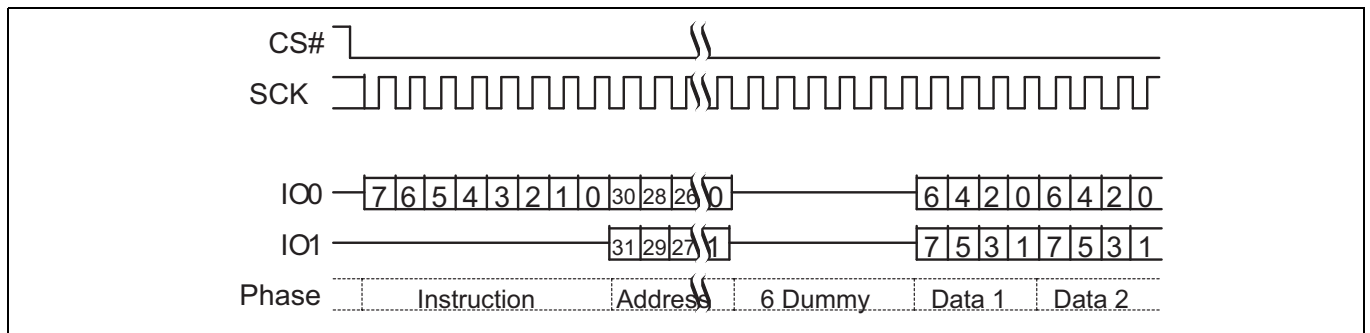 CS#
SCK
IO0 7 6 5 4 3 2 1 0 30 28 26 0 6 4 2 0 6 4 2 0
IO1 31 29 27 1 7 5 3 1 7 5 3 1
Phase Instruction Address 6 Dummy Data 1 Data 2